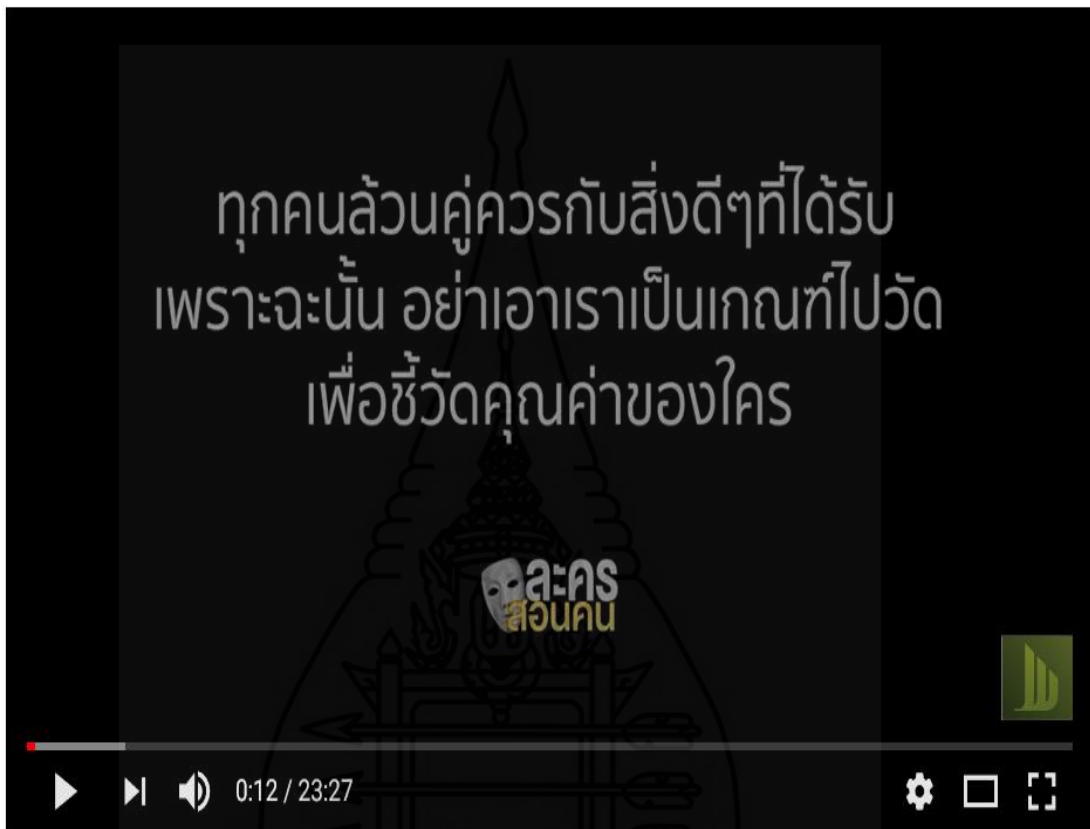 ทุกคนล้วนคู่ควรกับสิ่งดีๆที่ได้รับ
เพราะฉะนั้น อย่าเอาเราเป็นเกณฑ์ไปวัด
เพื่อชี้วัดคุณค่าของใคร
ละคร
สอนคน
0:12 / 23:27